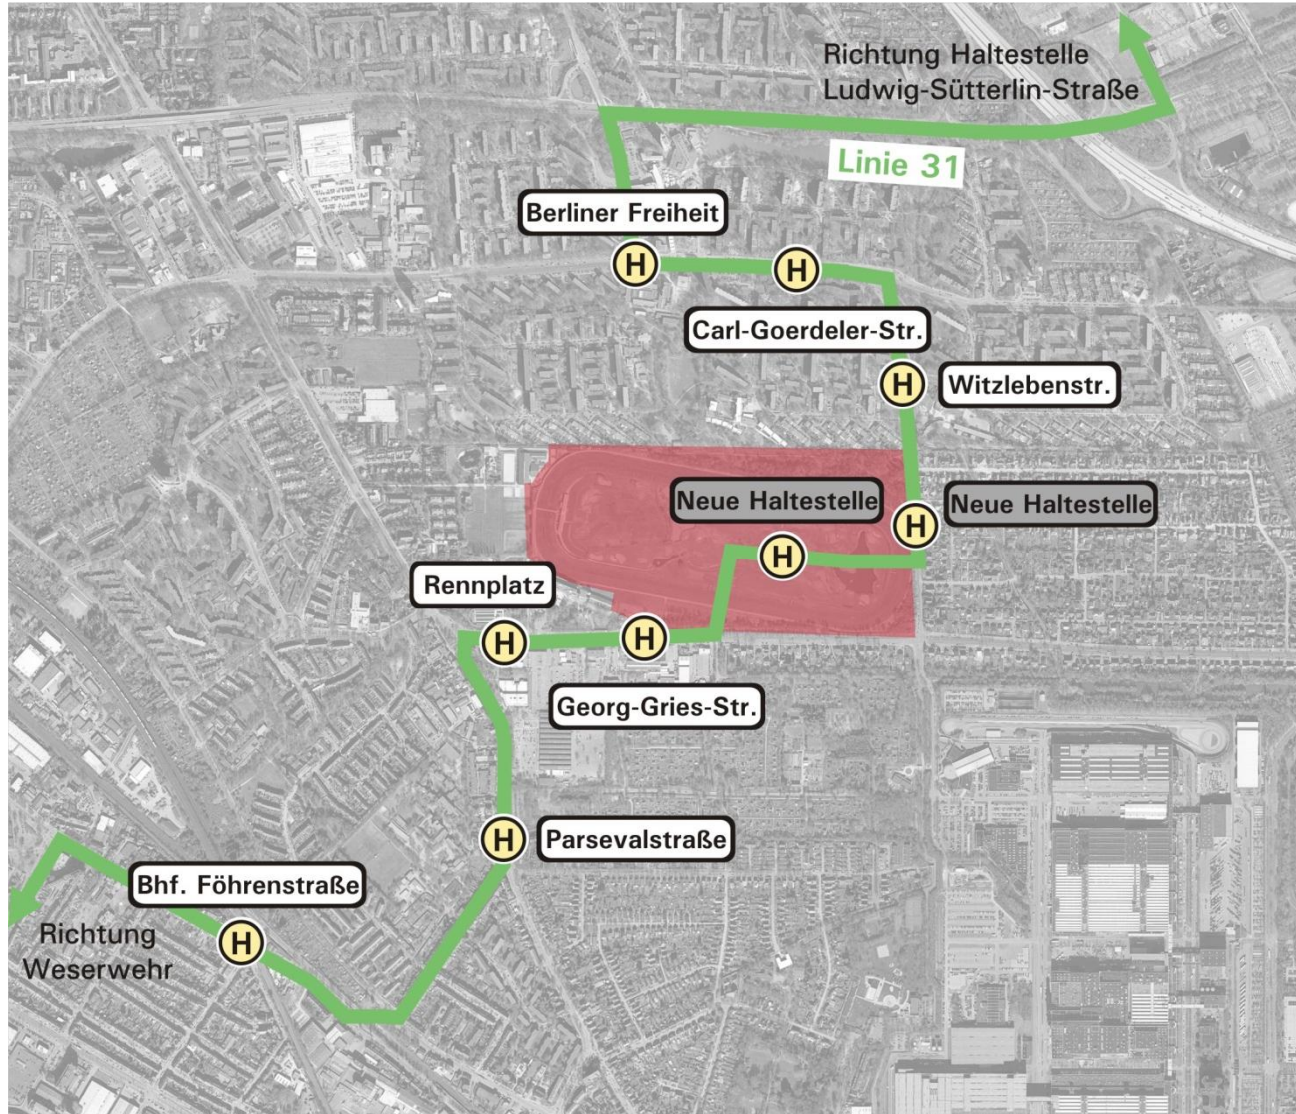 Richtung Haltestelle
Ludwig-Sütterlin-Straße
Linie 31
Berliner Freiheit
H
H
Carl-Goerdeler-Str.
H
Witzlebenstr.
Neue Haltestelle
Neue Haltestelle
H
H
Rennplatz
H
H
Georg-Gries-Str.
H
Parsevalstraße
Bhf. Föhrenstraße
H
Richtung
Weserwehr